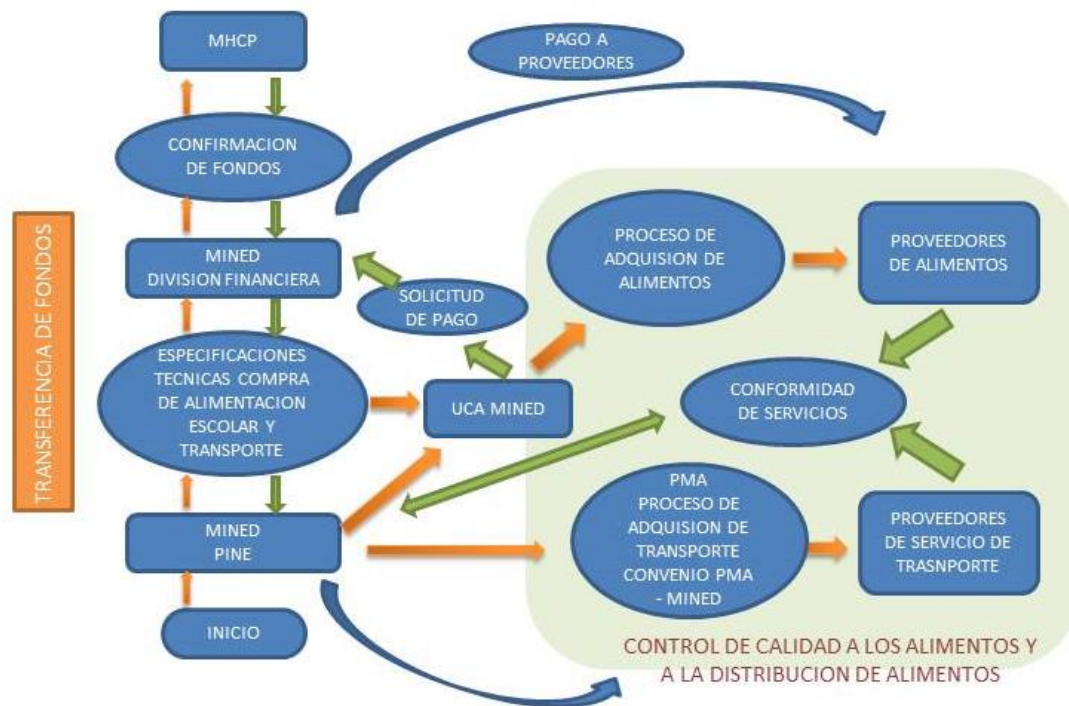 MHCP
PAGO A
PROVEEDORES
CONFIRMACION
DE FONDOS
TRANSFERENCIA DE FONDOS
MINED
DIVISION FINANCIERA
SOLICITUD
DE PAGO
PROCESO DE
ADQUISION DE
ALIMENTOS
PROVEEDORES
DE ALIMENTOS
ESPECIFICACIONES
TECNICAS COMPRA
DE ALIMENTACION
ESCOLAR Y
TRANSPORTE
UCA MINED
CONFORMIDAD
DE SERVICIOS
MINED
PINE
PMA
PROCESO DE
ADQUISION DE
TRANSPORTE
CONVENIO PMA
- MINED
PROVEEDORES
DE SERVICIO DE
TRASNPORTE
INICIO
CONTROL DE CALIDAD A LOS ALIMENTOS Y
A LA DISTRIBUCION DE ALIMENTOS